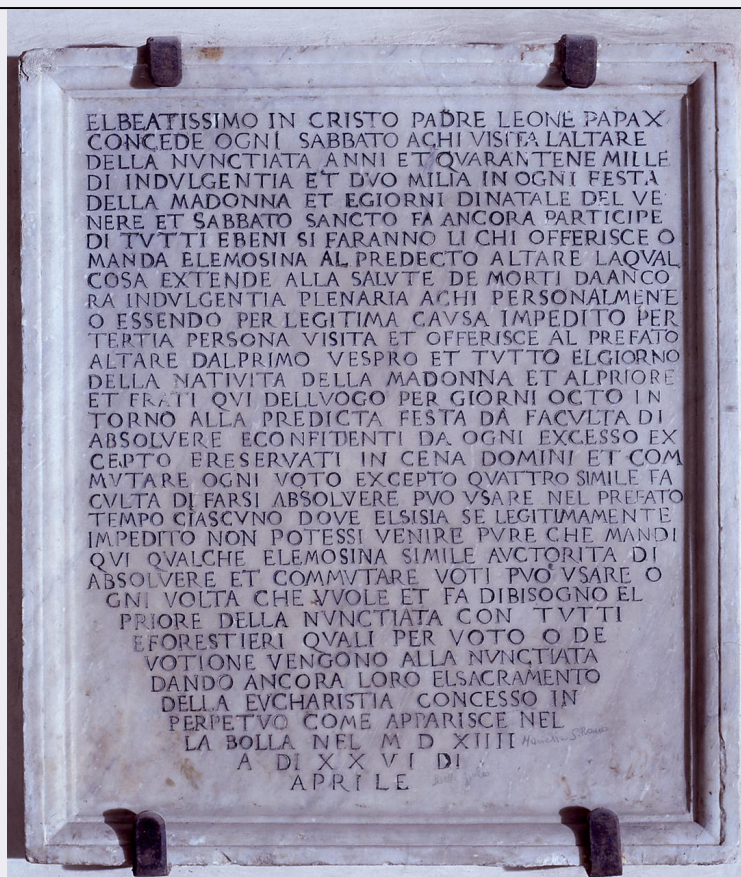 ELBEATISSIMO IN CRISTO PADRE LEONE PAPA X
CONCEDE OGNI SABBATO ACHI VISITA LALTARE
DELLA NVNCTIATA ANNI ET QVARANTENE MILLE
DI INDVLGENTIA ET DVO MILIA IN OGNI FESTA
DELLA MADONNA ET EGIORNI DINATALE DEL VE
NERE ET SABBATO SANCTO FA ANCORA PARTICIPE
DI TVTTI EBENI SI FARANNO LI CHI OFFERISCE O
MANDA ELEMOSINA AL PREDECTO ALTARE LAQVAL
COSA EXTENDE ALLA SALVTE DE MORTI DAANCO
RA INDVLGENTIA PLENARIA ACHI PERSONALMENE
O ESSENDO PER LEGITIMA CAVSA IMPEDITO PER
TERTIA PERSONA VISITA ET OFFERISCE AL PREFATO
ALTARE DALPRIMO VESPRO ET TVTTO ELGIORNO
DELLA NATIVITA DELLA MADONNA ET ALPRIORE
ET FRATI QVI DELLVOGO PER GIORNI OCTO IN
TORNO ALLA PREDICTA FESTA DA FACVLTA DI
ABSOLVERE ECONFITENTI DA OGNI EXCESSO EX
CEPTO ERESERVATI IN CENA DOMINI ET COM
MVTARE OGNI VOTO EXCEPTO QVATTRO SIMILE FA
CVLTA DI FARSI ABSOLVERE PVO VSARE NEL PREFATO
TEMPO CIASCVNO DOVE ELSISIA SE LEGITIMAMENTE
IMPEDITO NON POTESSI VENIRE PVRE CHE MANDI
QVI QVALCHE ELEMOSINA SIMILE AVCTORITA DI
ABSOLVERE ET COMMVTARE VOTI PVO VSARE O
GNI VOLTA CHE VVOLE ET FA DIBISOGNO EL
PRIORE DELLA NVNCTIATA CON TVTTI
EFORESTIERI QVALI PER VOTO O DE
VOTIONE VENGONO ALLA NVNCTIATA
DANDO ANCORA LORO ELSACRAMENTO
DELLA EVCHARISTIA CONCESSO IN
PERPETVO COME APPARISCE NEL
LA BOLLA NEL M D XIIII
A DI X X VI DI
APRILE